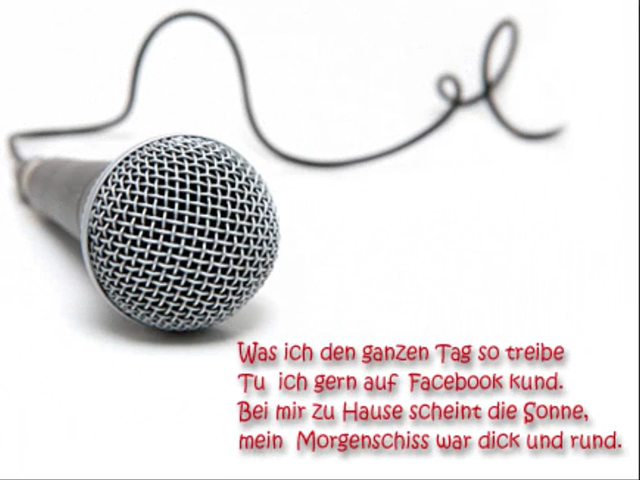 Was ich den ganzen Tag so treibe
Tu ich gern auf Facebook kund.
Bei mir zu Hause scheint die Sonne,
mein Morgenschiss war dick und rund.